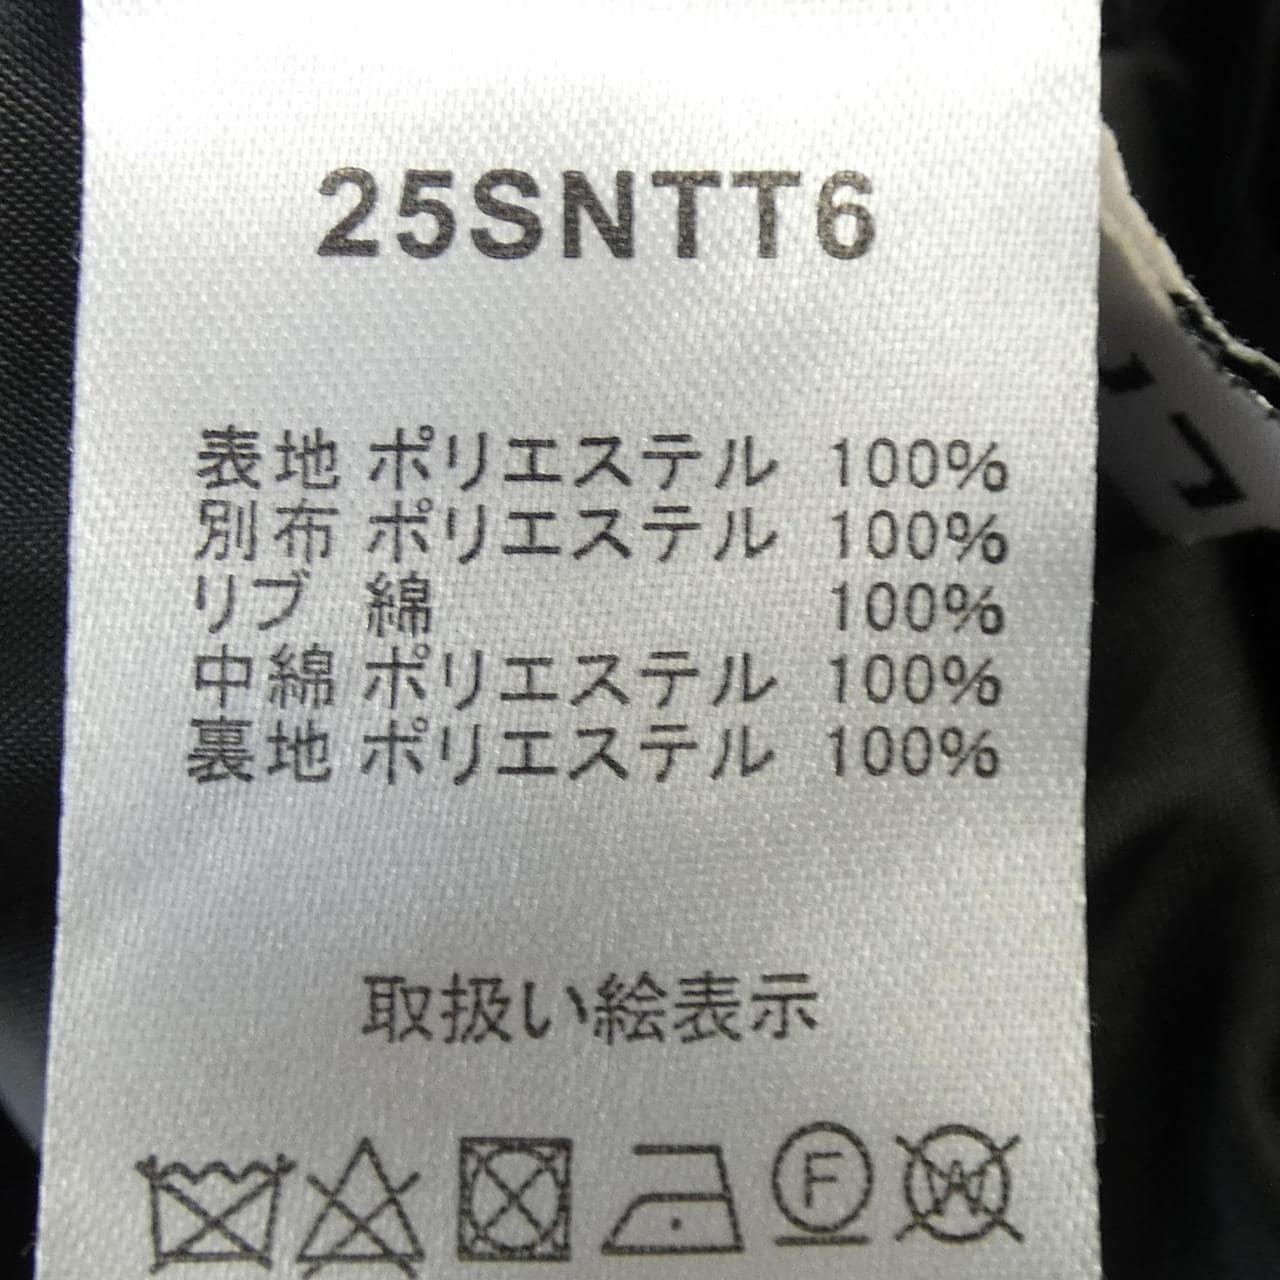 25SNTT6
表地 ポリエステル 100%
別布 ポリエステル 100%
リブ 綿 100%
中綿 ポリエステル 100%
裏地 ポリエステル 100%
取扱い絵表示
F W